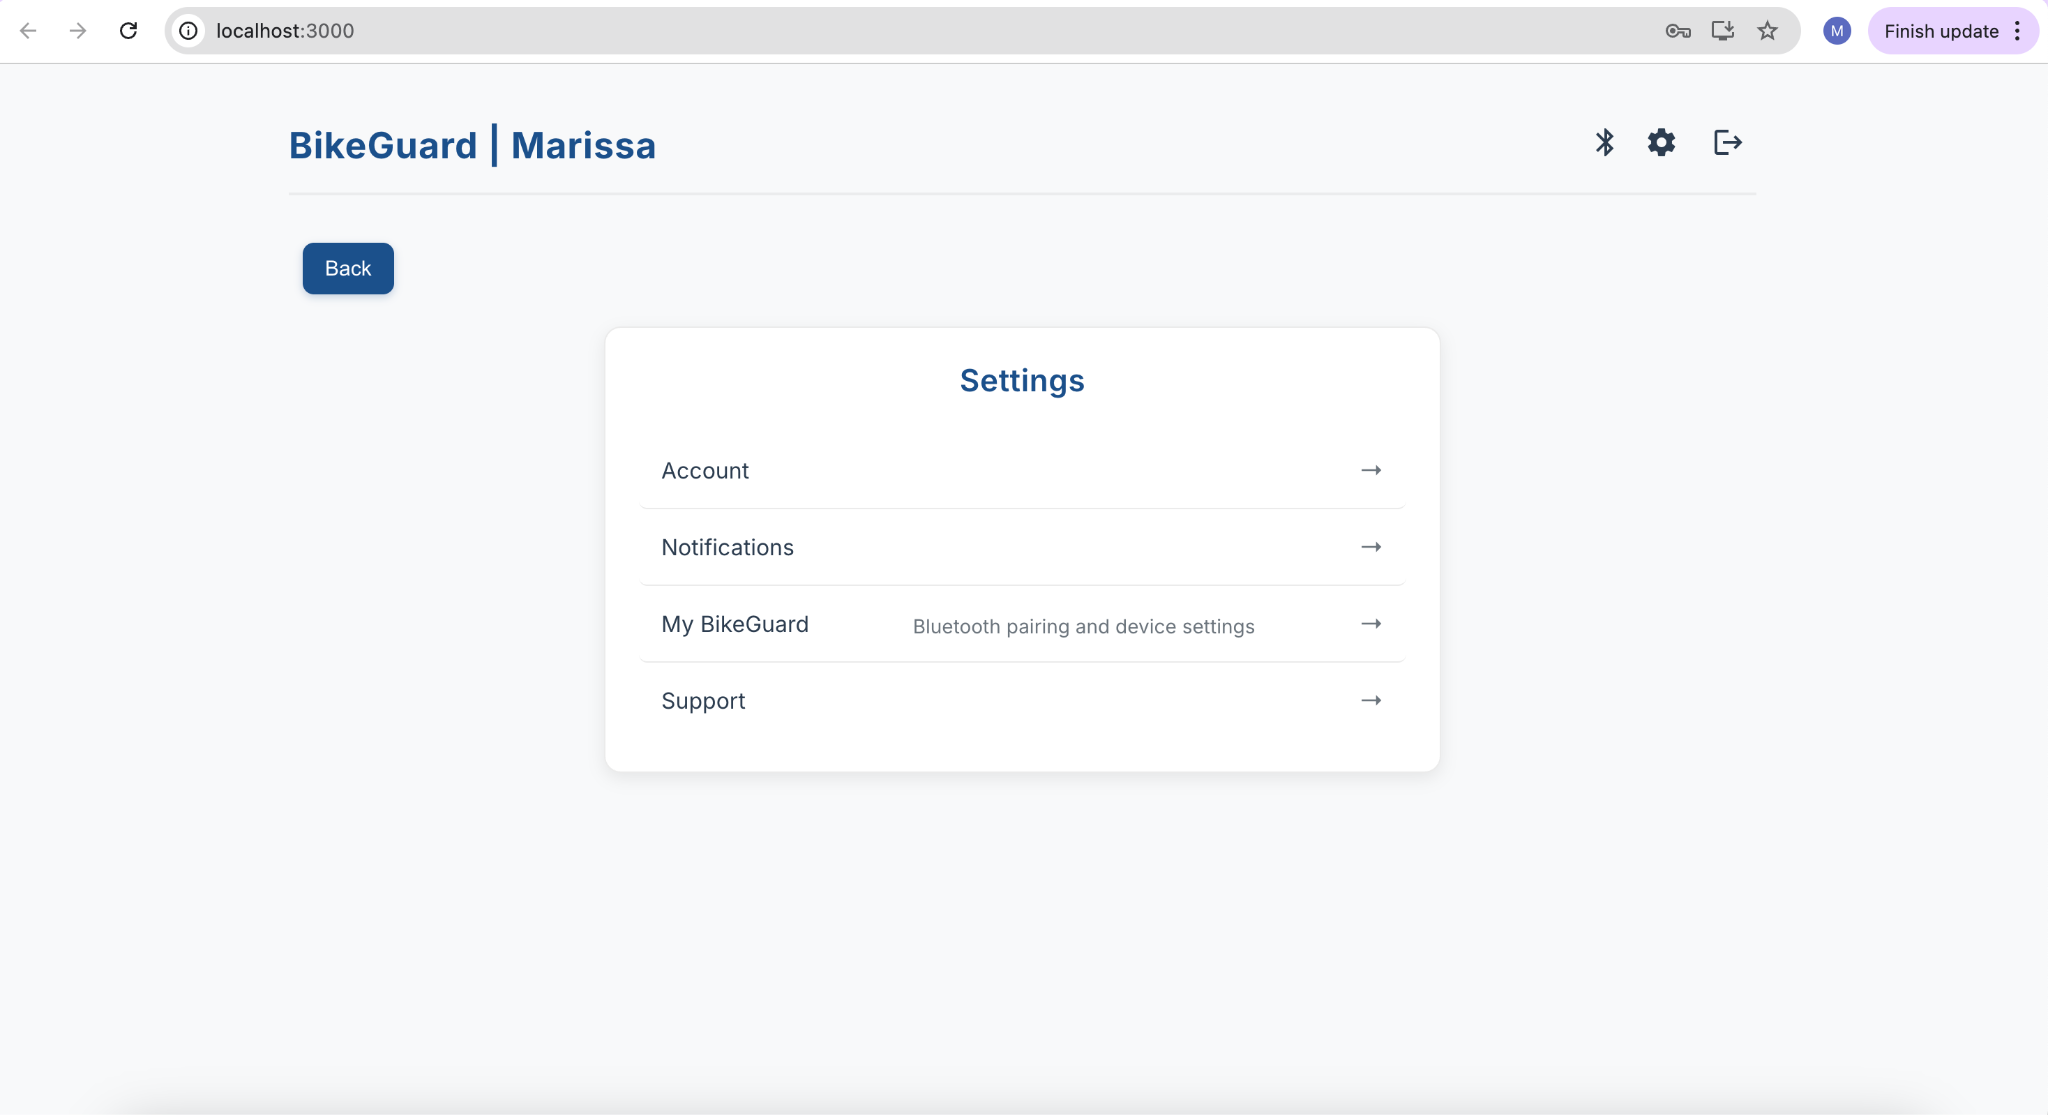 localhost:3000
M
Finish update
BikeGuard | Marissa
Back
Settings
Account
Notifications
My BikeGuard Bluetooth pairing and device settings
Support